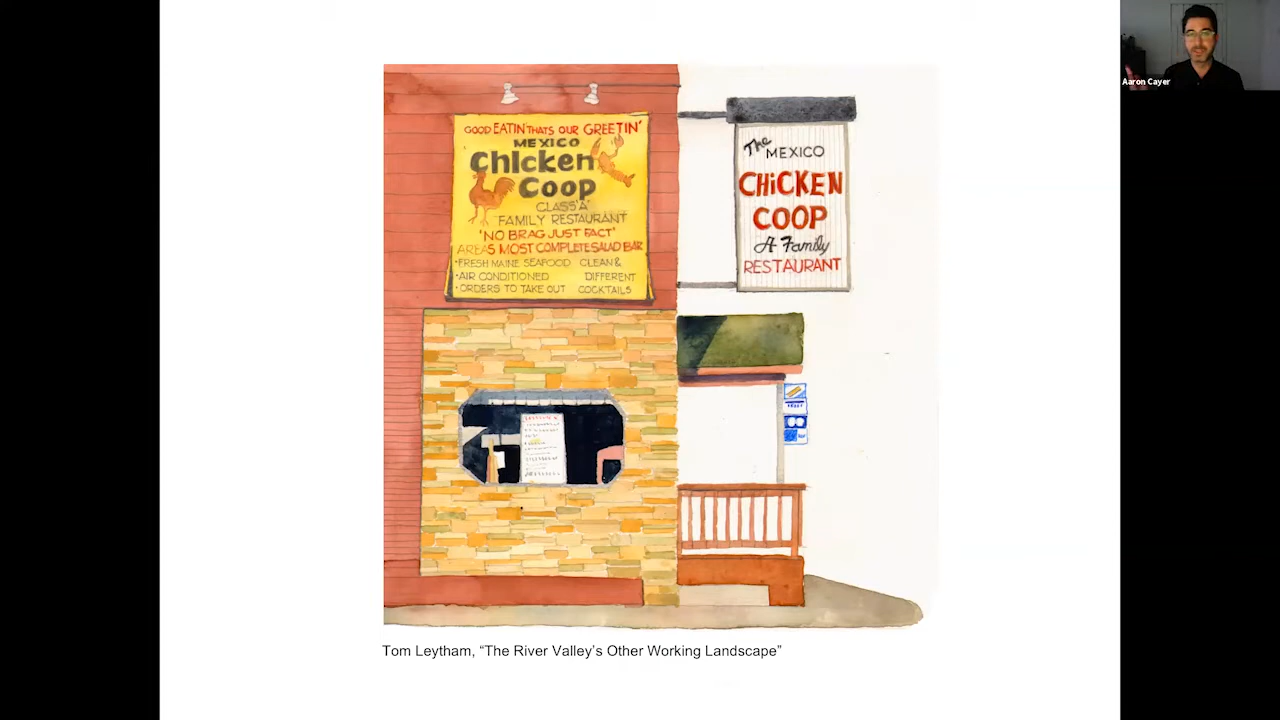 Aaron Cayer
GOOD EATIN THATS OUR GREETIN'
MEXICO
ChIcken
Coop
CLASS 'A'
FAMILY RESTAURANT
'NO BRAG JUST FACT'
AREAS MOST COMPLETE SALAD BAR
•FRESH MAINE SEAFOOD CLEAN &
•AIR CONDITIONED DIFFERENT
•ORDERS TO TAKE OUT COCKTAILS
The
MEXICO
CHiCKEN
COOP
A Family
RESTAURANT
Tom Leytham, “The River Valley’s Other Working Landscape”